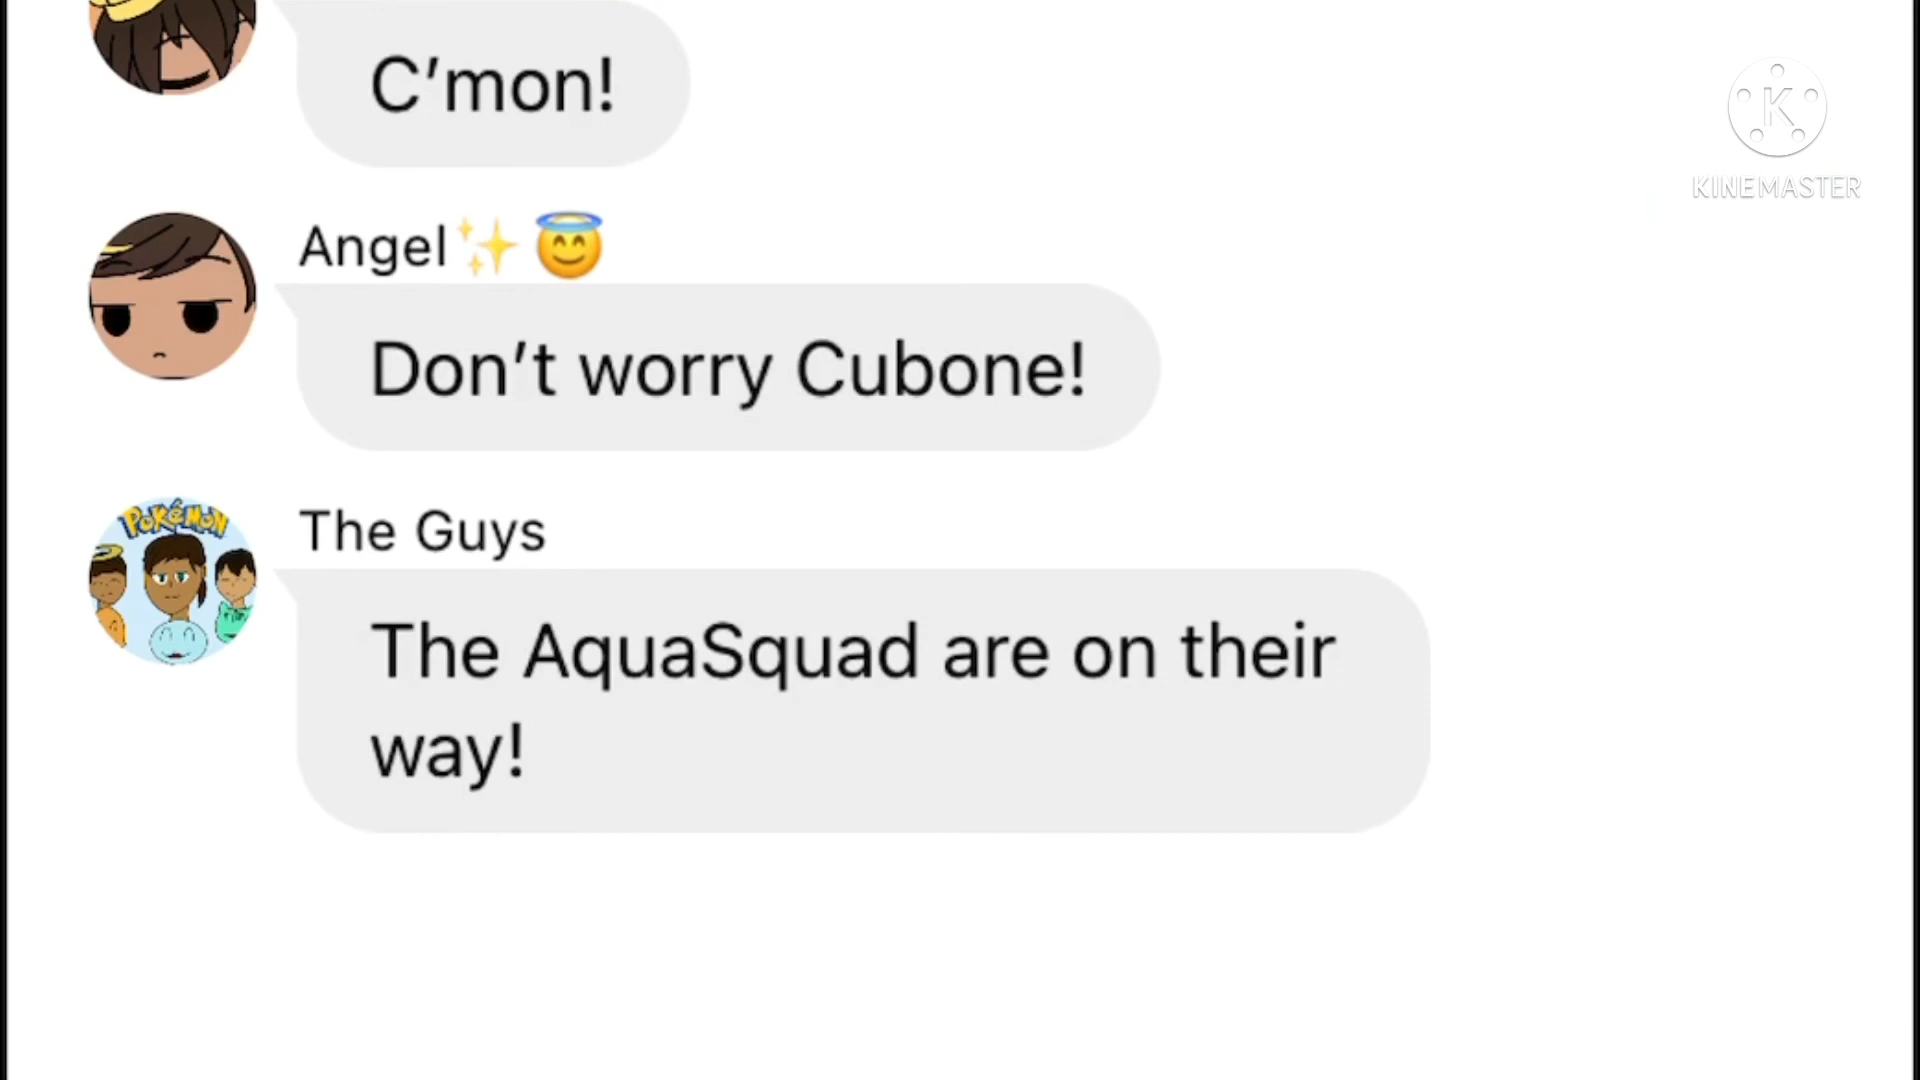 C’mon!
K
KINEMASTER
Angel✨😇
Don’t worry Cubone!
POKéMON
The Guys
The AquaSquad are on their
way!